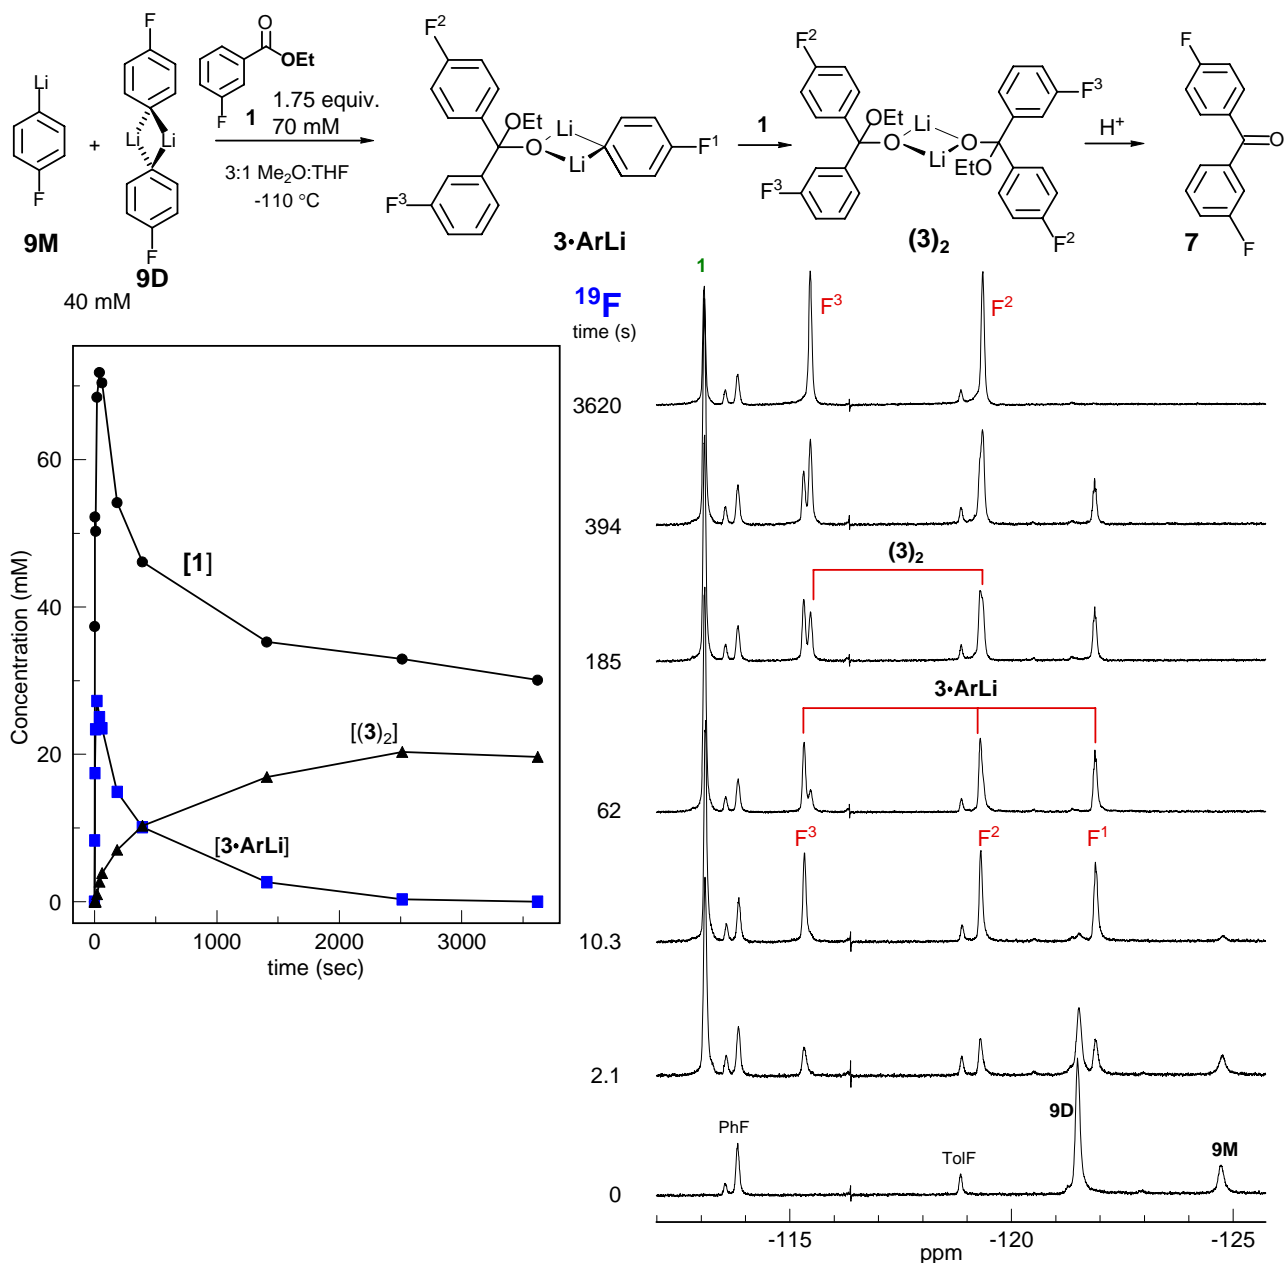 F
Li
F
9M
+
Li
Li
F
9D
40 mM
O
OEt
F
1
1.75 equiv.
70 mM
3:1 Me₂O:THF
-110 °C
F²
OEt
O
Li
Li
F¹
F³
3•ArLi
1
F²
OEt
O
Li
Li
O
EtO
F³
F³
F²
(3)₂
H⁺
F
O
F
7
Concentration (mM)
60
40
20
0
0
1000
2000
3000
time (sec)
[1]
[(3)₂]
[3•ArLi]
¹⁹F
time (s)
1
F³
F²
3620
394
(3)₂
185
3•ArLi
62
F³
F²
F¹
10.3
2.1
9D
PhF
TolF
9M
0
-115
-120
-125
ppm